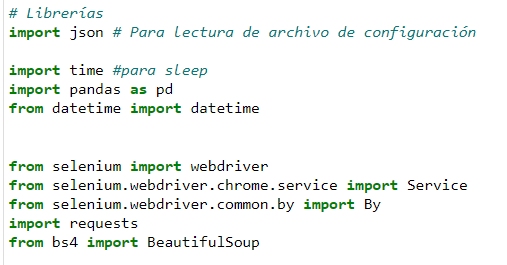 # Librerías
import json # Para lectura de archivo de configuración
import time #para sleep
import pandas as pd
from datetime import datetime
from selenium import webdriver
from selenium.webdriver.chrome.service import Service
from selenium.webdriver.common.by import By
import requests
from bs4 import BeautifulSoup